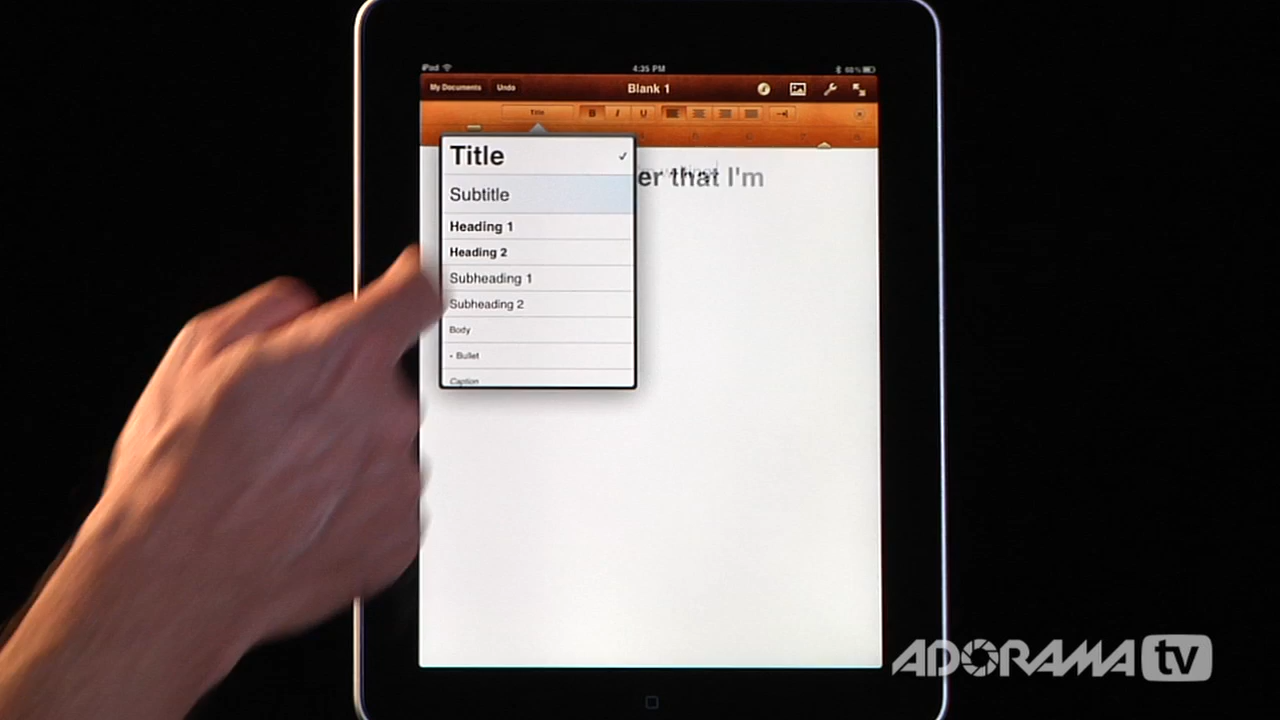 iPad 4:35 PM 68%
My Documents Undo Blank 1
Title B I U
Title
er that I'm
Subtitle
Heading 1
Heading 2
Subheading 1
Subheading 2
Body
• Bullet
Caption
ADORAMA tv